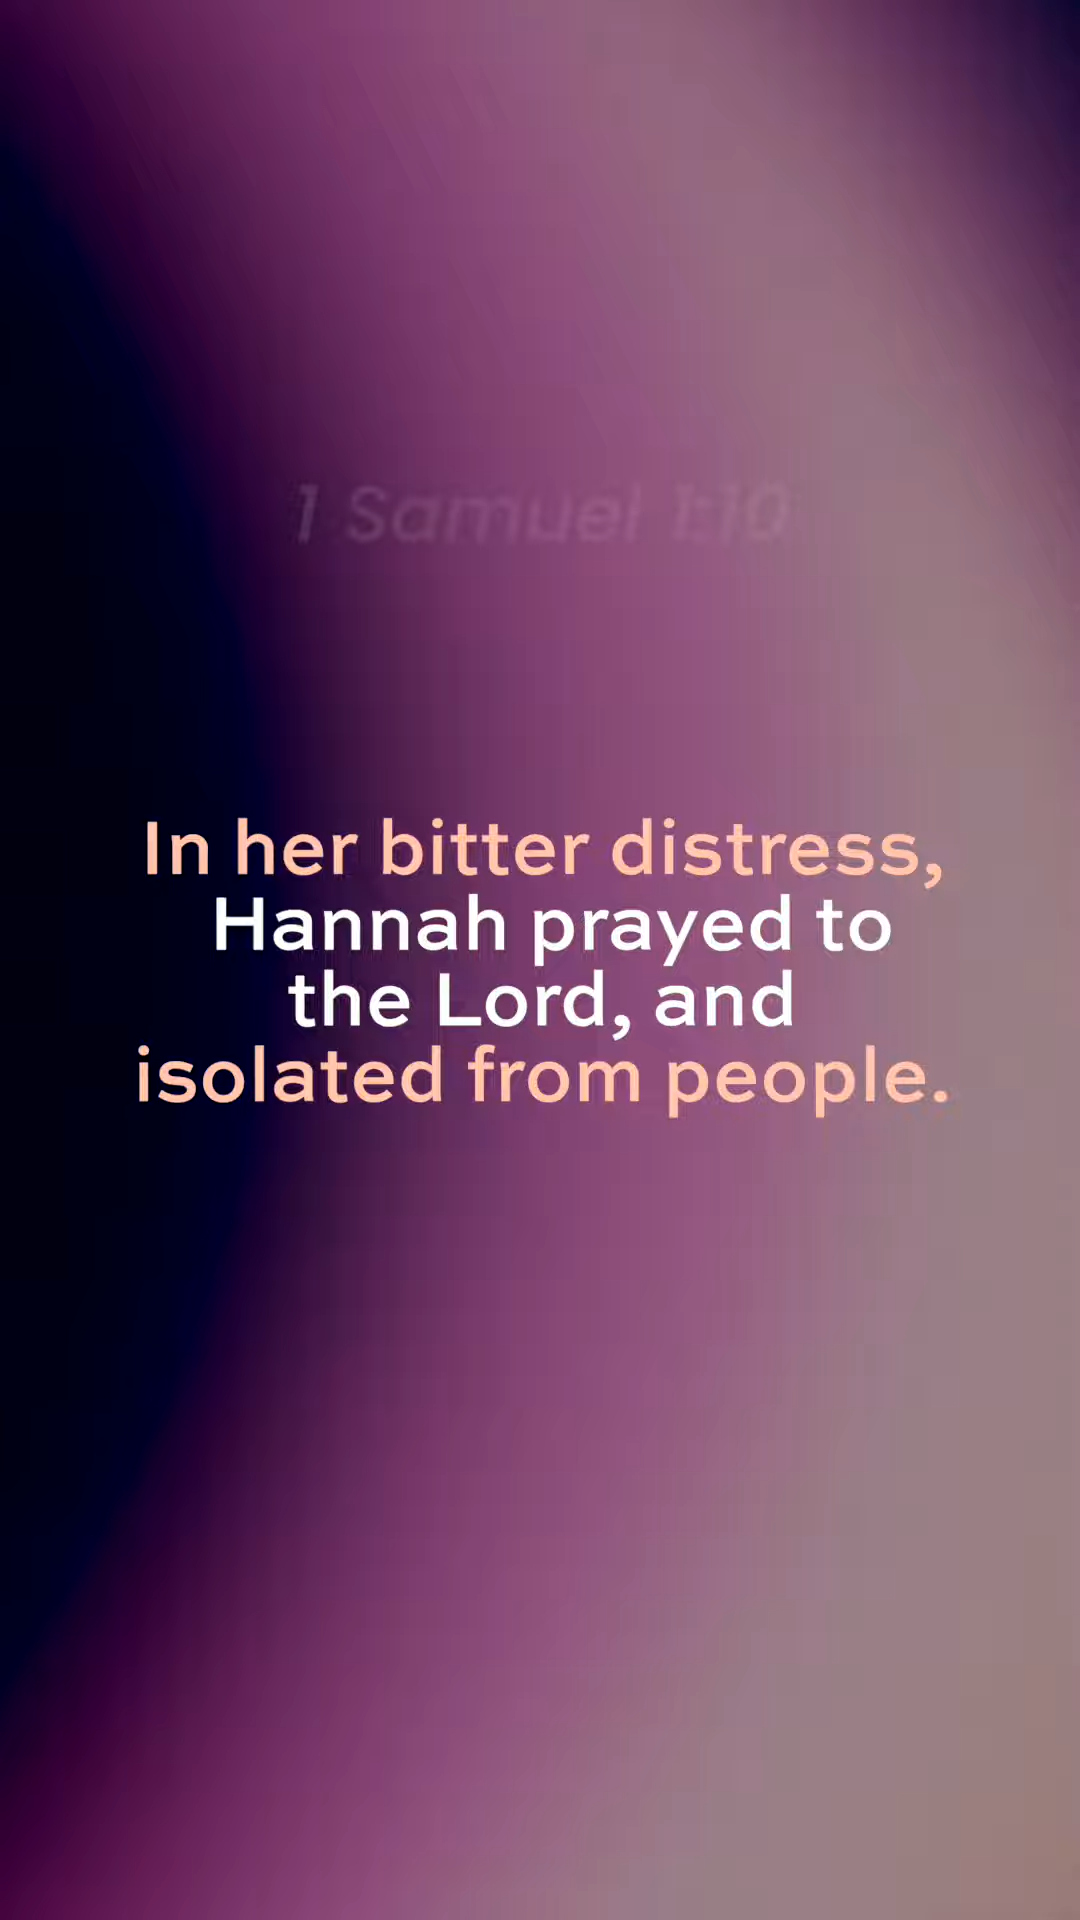 1 Samuel 1:10
In her bitter distress,
Hannah prayed to
the Lord, and
isolated from people.